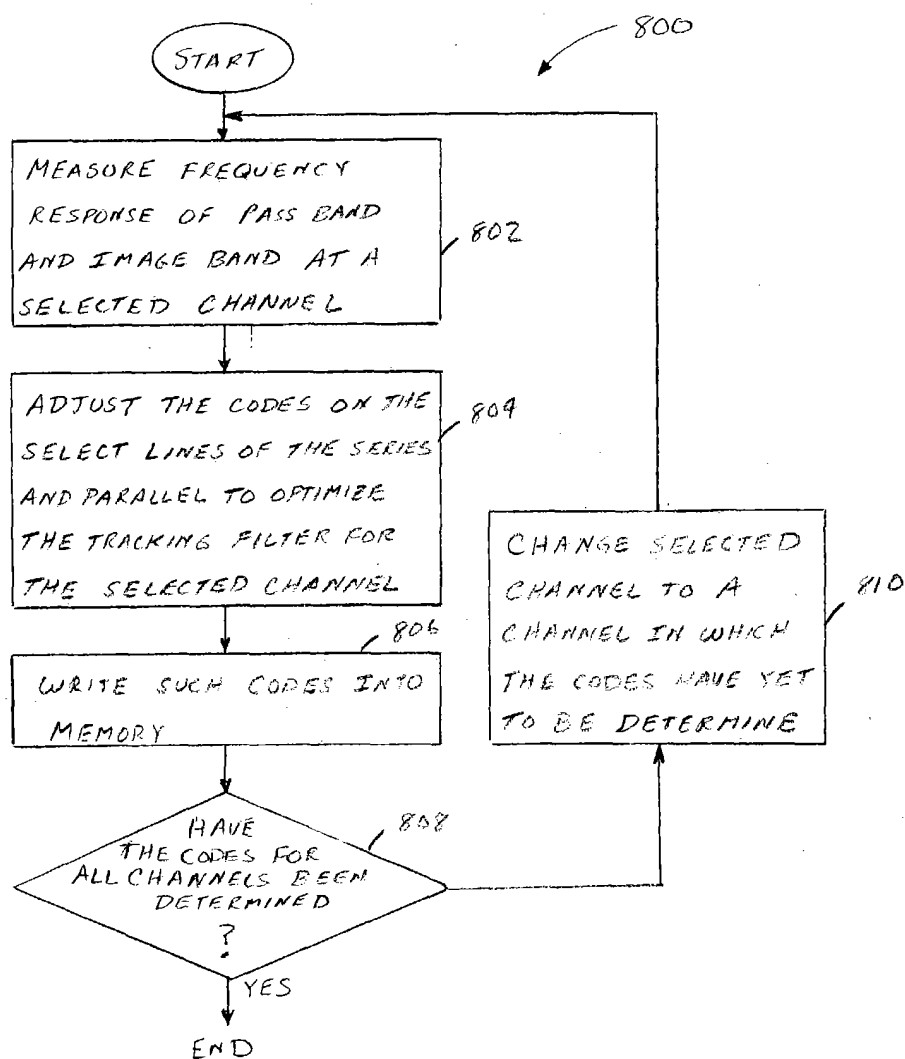 800
START
MEASURE FREQUENCY
RESPONSE OF PASS BAND
AND IMAGE BAND AT A
SELECTED CHANNEL
802
ADJUST THE CODES ON THE
SELECT LINES OF THE SERIES
AND PARALLEL TO OPTIMIZE
THE TRACKING FILTER FOR
THE SELECTED CHANNEL
804
806
WRITE SUCH CODES INTO
MEMORY
HAVE
THE CODES FOR
ALL CHANNELS BEEN
DETERMINED
?
808
YES
END
CHANGE SELECTED
CHANNEL TO A
CHANNEL IN WHICH
THE CODES HAVE YET
TO BE DETERMINE
810